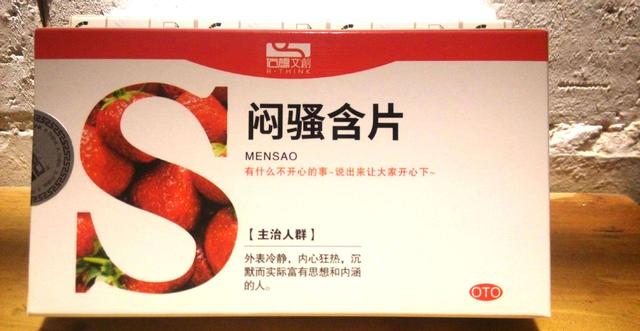 石鼓文創
R·THINK
S
闷骚含片
MENSAO
有什么不开心的事~说出来让大家开心下~
【主治人群】
外表冷静，内心狂热，沉
默而实际富有思想和内涵
的人。
OTO